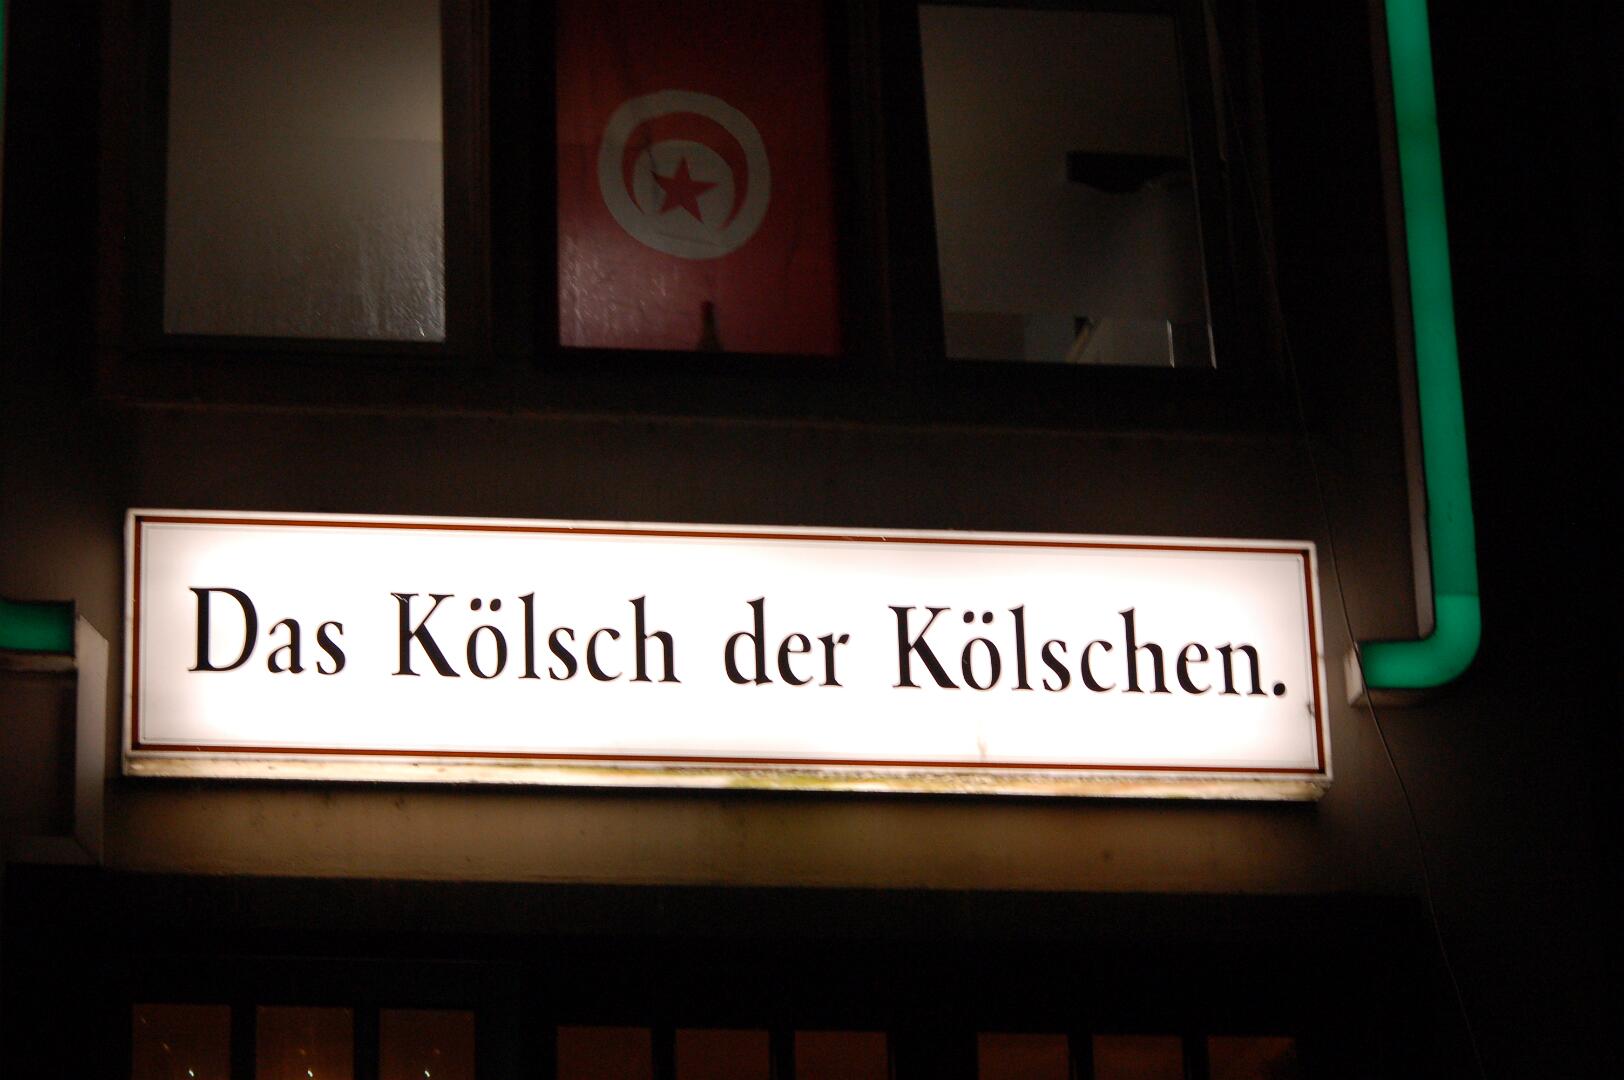 Das Kölsch der Kölschen.